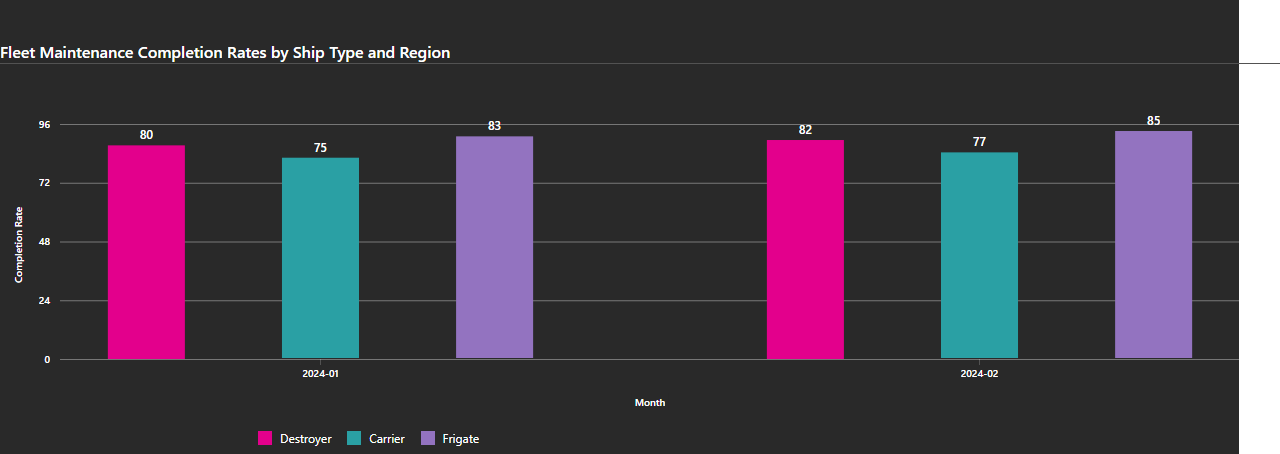 Fleet Maintenance Completion Rates by Ship Type and Region
96
72
48
24
0
Completion Rate
80
75
83
82
77
85
2024-01
2024-02
Month
Destroyer
Carrier
Frigate